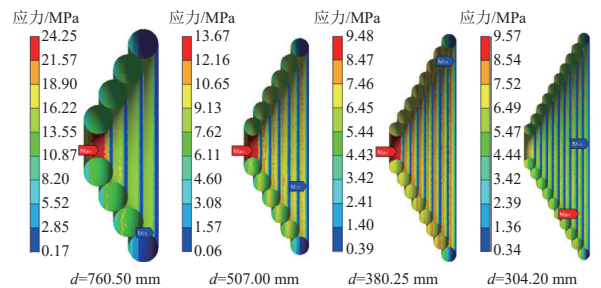 应力/MPa
24.25
21.57
18.90
16.22
13.55
10.87
8.20
5.52
2.85
0.17
Max
Min
d=760.50 mm
应力/MPa
13.67
12.16
10.65
9.13
7.62
6.11
4.60
3.08
1.57
0.06
Max
Min
d=507.00 mm
应力/MPa
9.48
8.47
7.46
6.45
5.44
4.43
3.42
2.41
1.40
0.39
Min
Max
d=380.25 mm
应力/MPa
9.57
8.54
7.52
6.49
5.47
4.44
3.41
2.39
1.36
0.34
Min
Max
d=304.20 mm